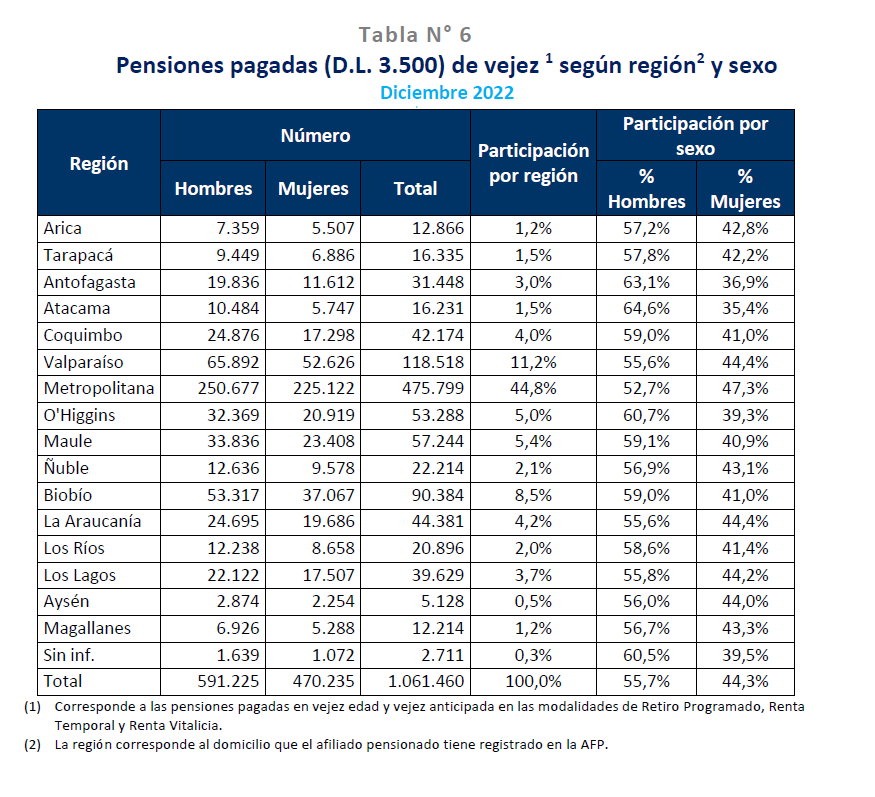 Tabla N° 6
Pensiones pagadas (D.L. 3.500) de vejez ¹ según región² y sexo
Diciembre 2022
Región Número Participación por región Participación por sexo
Hombres Mujeres Total % Hombres % Mujeres
Arica 7.359 5.507 12.866 1,2% 57,2% 42,8%
Tarapacá 9.449 6.886 16.335 1,5% 57,8% 42,2%
Antofagasta 19.836 11.612 31.448 3,0% 63,1% 36,9%
Atacama 10.484 5.747 16.231 1,5% 64,6% 35,4%
Coquimbo 24.876 17.298 42.174 4,0% 59,0% 41,0%
Valparaíso 65.892 52.626 118.518 11,2% 55,6% 44,4%
Metropolitana 250.677 225.122 475.799 44,8% 52,7% 47,3%
O'Higgins 32.369 20.919 53.288 5,0% 60,7% 39,3%
Maule 33.836 23.408 57.244 5,4% 59,1% 40,9%
Ñuble 12.636 9.578 22.214 2,1% 56,9% 43,1%
Biobío 53.317 37.067 90.384 8,5% 59,0% 41,0%
La Araucanía 24.695 19.686 44.381 4,2% 55,6% 44,4%
Los Ríos 12.238 8.658 20.896 2,0% 58,6% 41,4%
Los Lagos 22.122 17.507 39.629 3,7% 55,8% 44,2%
Aysén 2.874 2.254 5.128 0,5% 56,0% 44,0%
Magallanes 6.926 5.288 12.214 1,2% 56,7% 43,3%
Sin inf. 1.639 1.072 2.711 0,3% 60,5% 39,5%
Total 591.225 470.235 1.061.460 100,0% 55,7% 44,3%
(1) Corresponde a las pensiones pagadas en vejez edad y vejez anticipada en las modalidades de Retiro Programado, Renta
Temporal y Renta Vitalicia.
(2) La región corresponde al domicilio que el afiliado pensionado tiene registrado en la AFP.